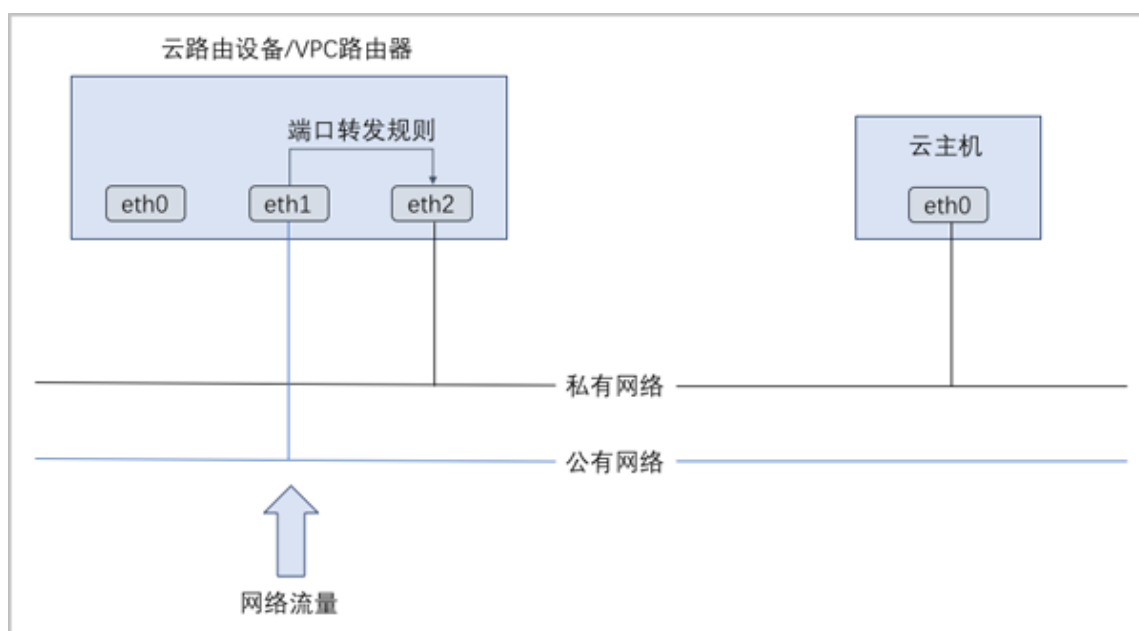 云路由设备/VPC路由器
端口转发规则
云主机
eth0
eth1
eth2
eth0
私有网络
公有网络
网络流量